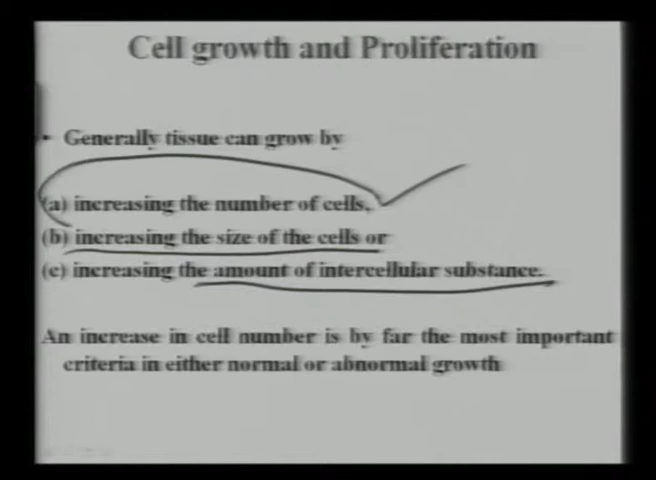 Cell growth and Proliferation
• Generally tissue can grow by
(a) increasing the number of cells,
(b) increasing the size of the cells or
(c) increasing the amount of intercellular substance.
An increase in cell number is by far the most important
criteria in either normal or abnormal growth